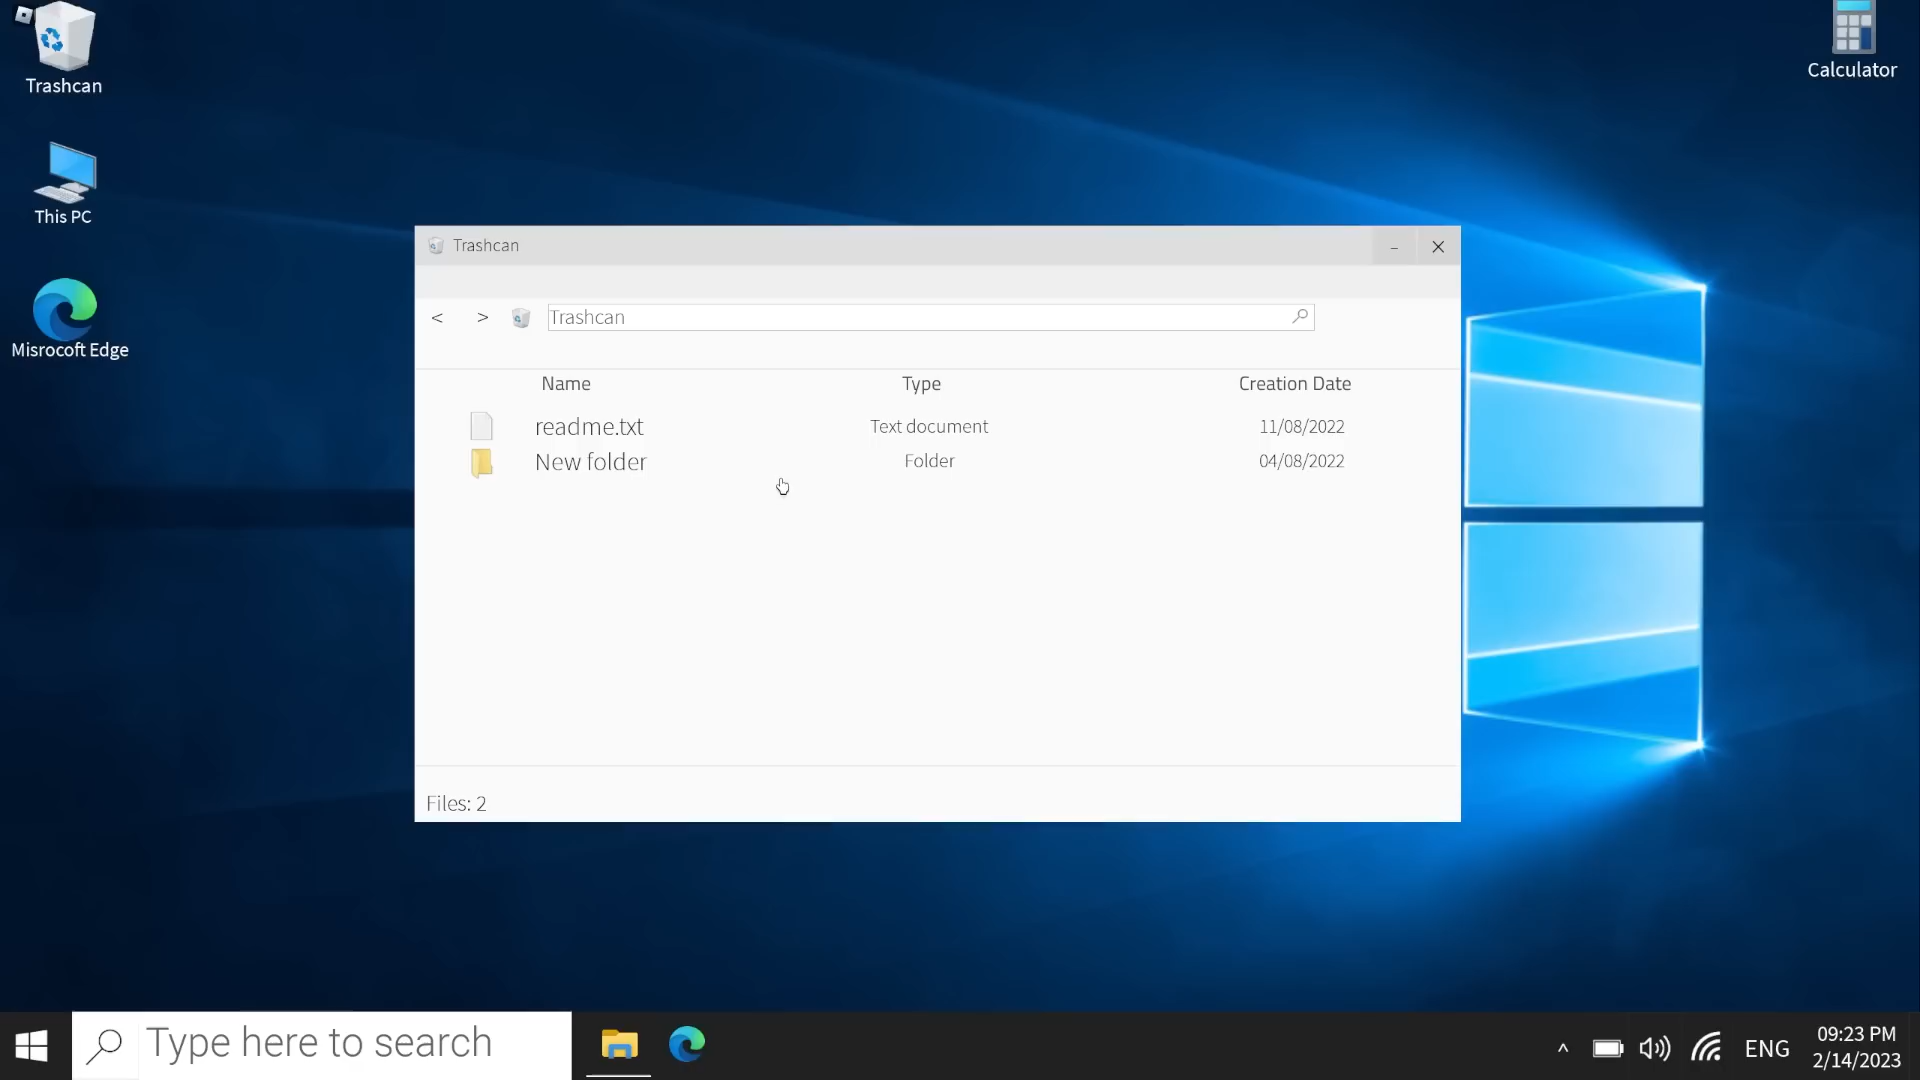 Trashcan
Calculator
This PC
Misrocoft Edge
Trashcan
Trashcan
Name Type Creation Date
readme.txt Text document 11/08/2022
New folder Folder 04/08/2022
Files: 2
Type here to search
ENG
09:23 PM
2/14/2023